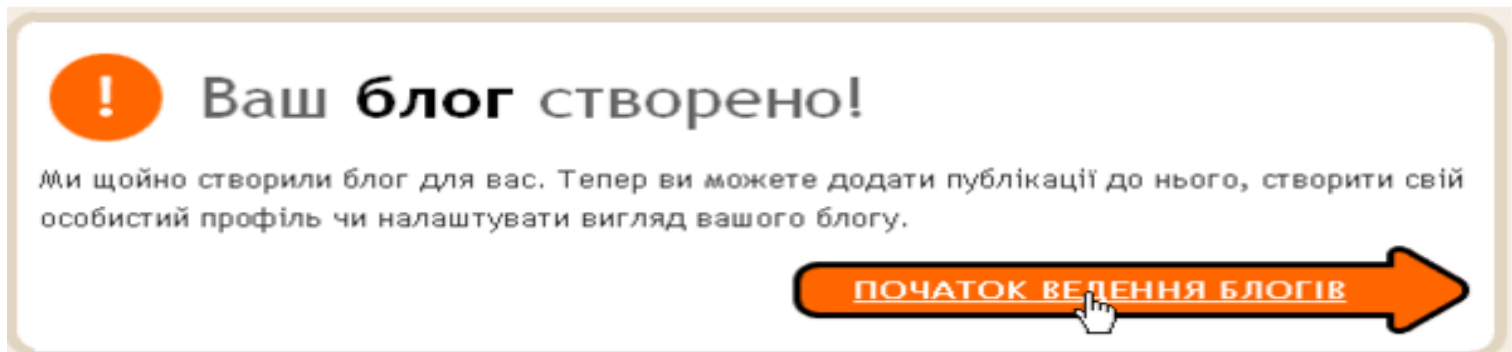 ! Ваш блог створено!
Ми щойно створили блог для вас. Тепер ви можете додати публікації до нього, створити свій
особистий профіль чи налаштувати вигляд вашого блогу.
ПОЧАТОК ВЕДЕННЯ БЛОГІВ